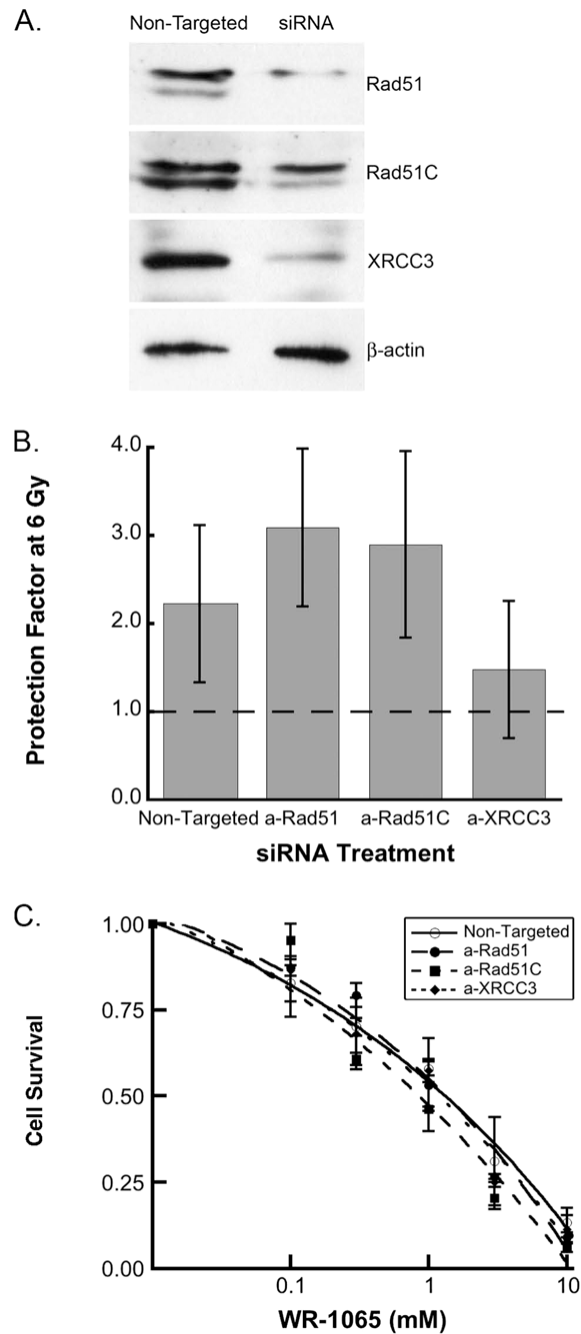 A.
Non-Targeted siRNA
Rad51
Rad51C
XRCC3
β-actin
B.
Protection Factor at 6 Gy
4.0
3.0
2.0
1.0
0.0
Non-Targeted a-Rad51 a-Rad51C a-XRCC3
siRNA Treatment
C.
Cell Survival
1.00
0.75
0.50
0.25
0.00
Non-Targeted
a-Rad51
a-Rad51C
a-XRCC3
0.1 1 10
WR-1065 (mM)